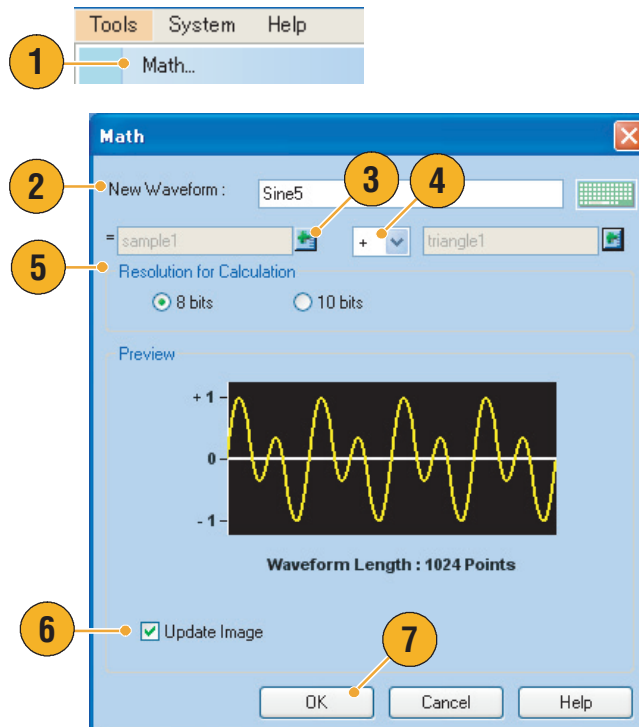 Tools System Help
1 Math...
Math
2 New Waveform : Sine5 3 4
= sample1 + triangle1
5 Resolution for Calculation
8 bits 10 bits
Preview
+ 1 -
0 -
- 1 -
Waveform Length : 1024 Points
6 Update Image 7
OK Cancel Help